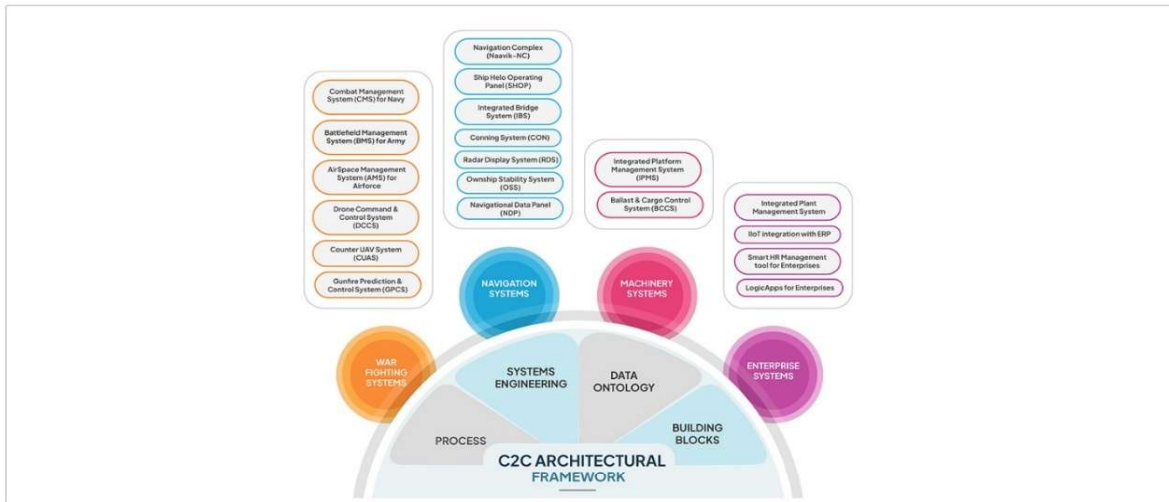 Combat Management
System (CMS) for Navy
Battlefield Management
System (BMS) for Army
AirSpace Management
System (AMS) for
Airforce
Drone Command &
Control System
(DCCS)
Counter UAV System
(CUAS)
Gunfire Prediction &
Control System (GPCS)
Navigation Complex
(Naavik-NC)
Ship Helo Operating
Panel (SHOP)
Integrated Bridge
System (IBS)
Conning System (CON)
Radar Display System (RDS)
Ownship Stability System
(OSS)
Navigational Data Panel
(NDP)
Integrated Platform
Management System
(IPMS)
Ballast & Cargo Control
System (BCCS)
Integrated Plant
Management System
IIoT integration with ERP
Smart HR Management
tool for Enterprises
LogicApps for Enterprises
WAR
FIGHTING
SYSTEMS
NAVIGATION
SYSTEMS
MACHINERY
SYSTEMS
ENTERPRISE
SYSTEMS
PROCESS
SYSTEMS
ENGINEERING
DATA
ONTOLOGY
BUILDING
BLOCKS
C2C ARCHITECTURAL
FRAMEWORK